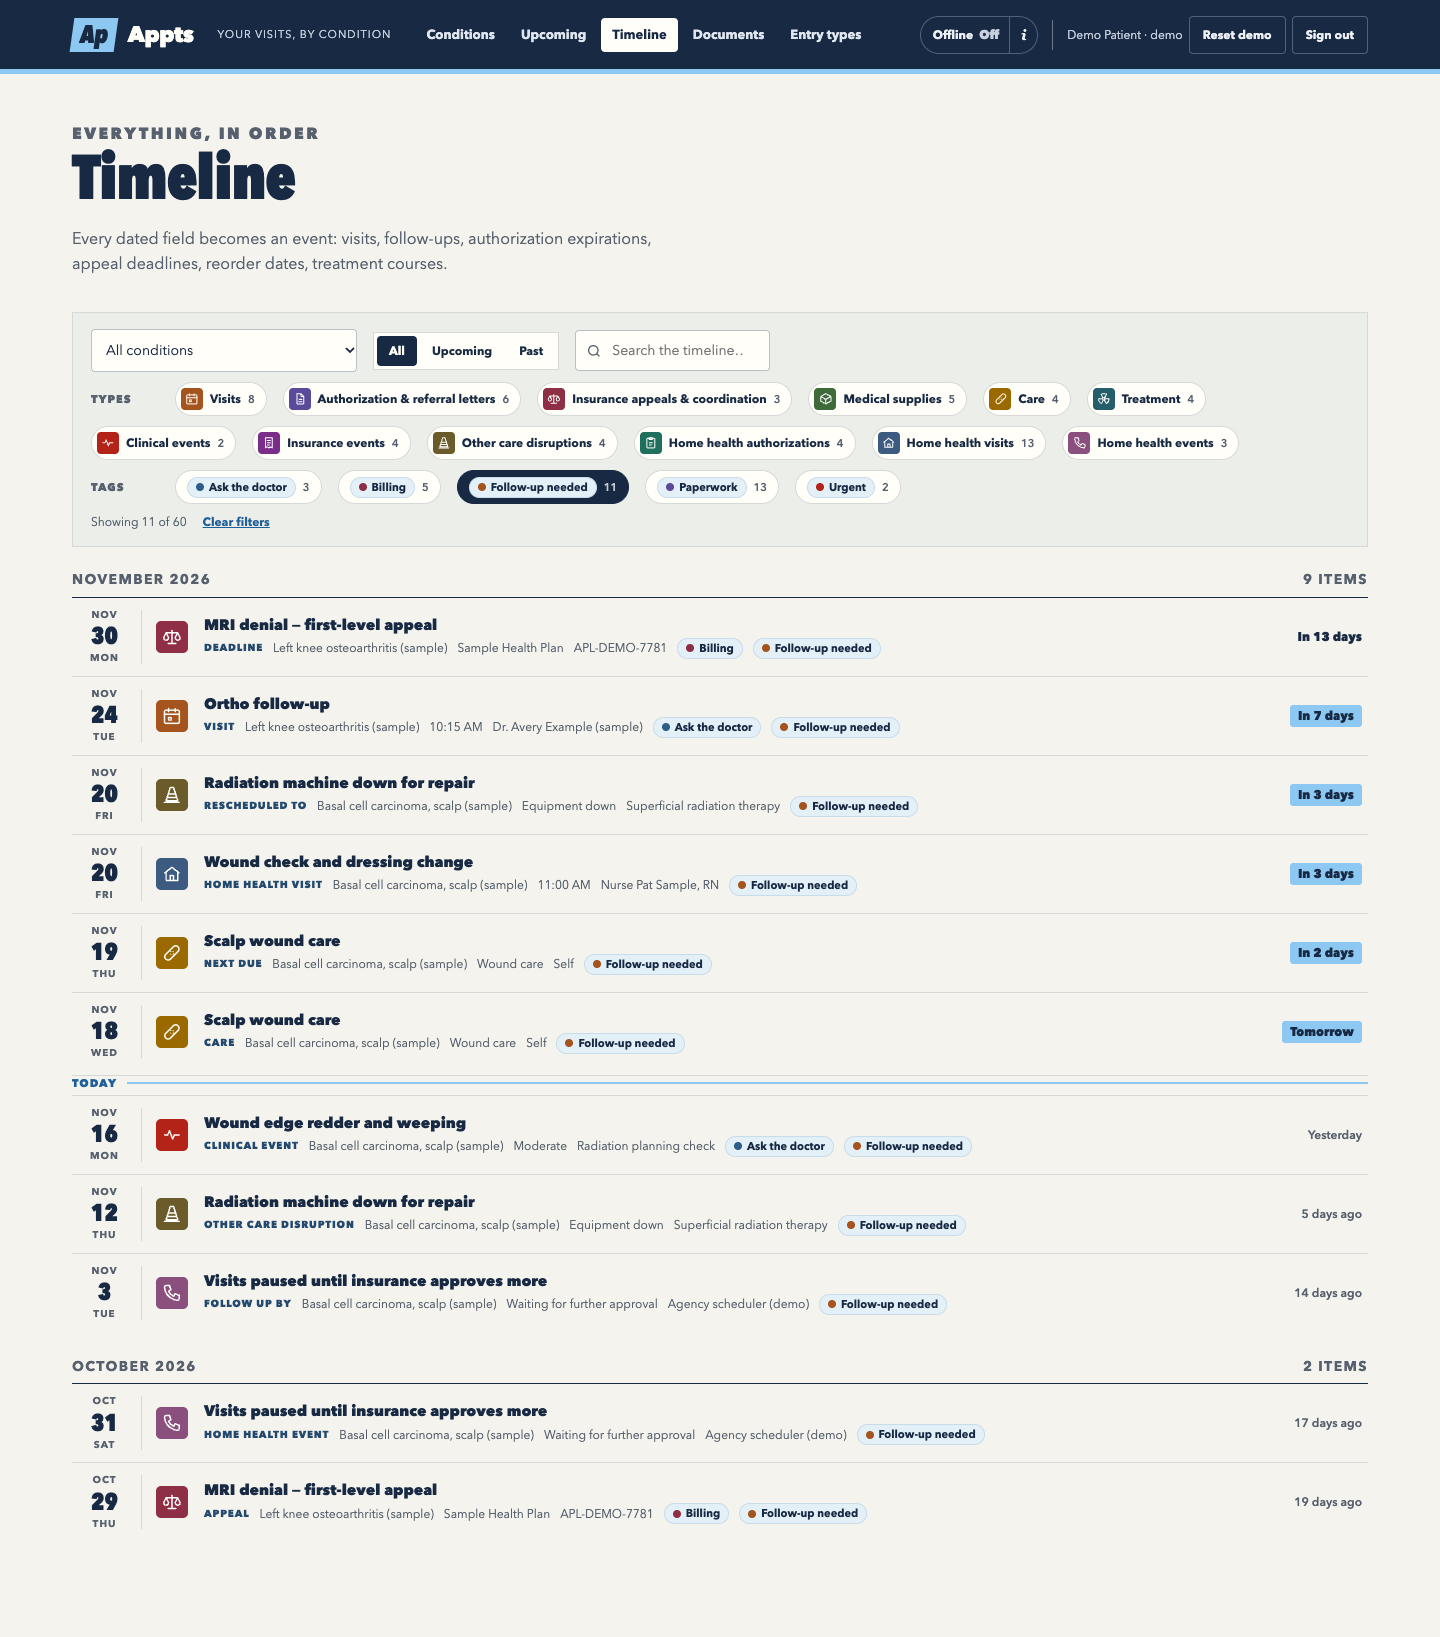 Ap Appts YOUR VISITS, BY CONDITION Conditions Upcoming Timeline Documents Entry types Offline Off i Demo Patient · demo Reset demo Sign out
EVERYTHING, IN ORDER
Timeline
Every dated field becomes an event: visits, follow-ups, authorization expirations,
appeal deadlines, reorder dates, treatment courses.
All conditions All Upcoming Past Search the timeline..
TYPES Visits 8 Authorization & referral letters 6 Insurance appeals & coordination 3 Medical supplies 5 Care 4 Treatment 4
Clinical events 2 Insurance events 4 Other care disruptions 4 Home health authorizations 4 Home health visits 13 Home health events 3
TAGS Ask the doctor 3 Billing 5 Follow-up needed 11 Paperwork 13 Urgent 2
Showing 11 of 60 Clear filters
NOVEMBER 2026 9 ITEMS
NOV
30
MON
MRI denial – first-level appeal
DEADLINE Left knee osteoarthritis (sample) Sample Health Plan APL-DEMO-7781 Billing Follow-up needed
In 13 days
NOV
24
TUE
Ortho follow-up
VISIT Left knee osteoarthritis (sample) 10:15 AM Dr. Avery Example (sample) Ask the doctor Follow-up needed
In 7 days
NOV
20
FRI
Radiation machine down for repair
RESCHEDULED TO Basal cell carcinoma, scalp (sample) Equipment down Superficial radiation therapy Follow-up needed
In 3 days
NOV
20
FRI
Wound check and dressing change
HOME HEALTH VISIT Basal cell carcinoma, scalp (sample) 11:00 AM Nurse Pat Sample, RN Follow-up needed
In 3 days
NOV
19
THU
Scalp wound care
NEXT DUE Basal cell carcinoma, scalp (sample) Wound care Self Follow-up needed
In 2 days
NOV
18
WED
Scalp wound care
CARE Basal cell carcinoma, scalp (sample) Wound care Self Follow-up needed
Tomorrow
TODAY
NOV
16
MON
Wound edge redder and weeping
CLINICAL EVENT Basal cell carcinoma, scalp (sample) Moderate Radiation planning check Ask the doctor Follow-up needed
Yesterday
NOV
12
THU
Radiation machine down for repair
OTHER CARE DISRUPTION Basal cell carcinoma, scalp (sample) Equipment down Superficial radiation therapy Follow-up needed
5 days ago
NOV
3
TUE
Visits paused until insurance approves more
FOLLOW UP BY Basal cell carcinoma, scalp (sample) Waiting for further approval Agency scheduler (demo) Follow-up needed
14 days ago
OCTOBER 2026 2 ITEMS
OCT
31
SAT
Visits paused until insurance approves more
HOME HEALTH EVENT Basal cell carcinoma, scalp (sample) Waiting for further approval Agency scheduler (demo) Follow-up needed
17 days ago
OCT
29
THU
MRI denial – first-level appeal
APPEAL Left knee osteoarthritis (sample) Sample Health Plan APL-DEMO-7781 Billing Follow-up needed
19 days ago